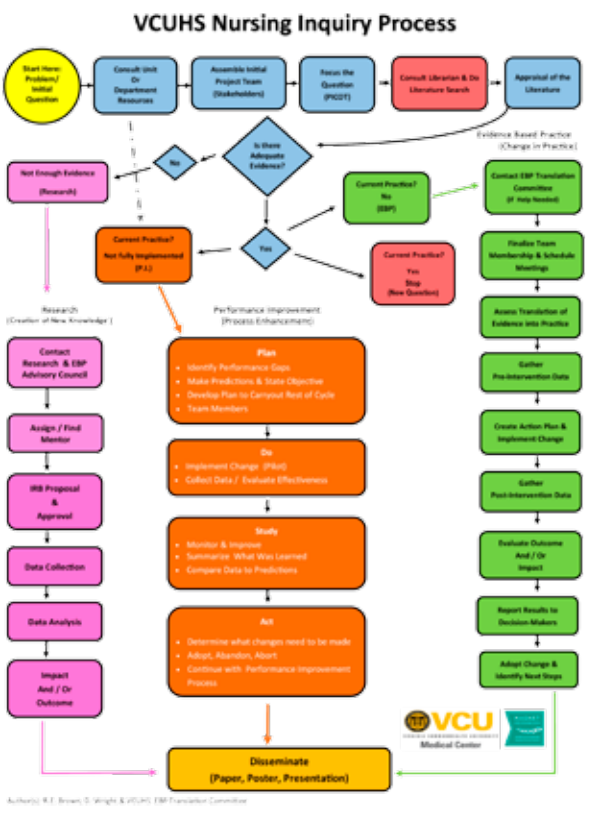 VCUHS Nursing Inquiry Process
Start Here:
Problem/
Initial
Question
Consult Unit
Or
Department
Resources
Assemble Initial
Project Team
(Stakeholders)
Focus the
Question
(PICOT)
Consult Librarian & Do
Literature Search
Appraisal of the
Literature
Evidence Based Practice
(Change in Practice)
Is there
Adequate
Evidence?
No
Not Enough Evidence
(Research)
Yes
Current Practice?
No
(EBP)
Current Practice?
Not fully Implemented
(P.I.)
Current Practice?
Yes
Stop
(New Question)
Contact EBP Translation
Committee
(If Help Needed)
Finalize Team
Membership & Schedule
Meetings
Assess Translation of
Evidence into Practice
Gather
Pre-Intervention Data
Create Action Plan &
Implement Change
Gather
Post-Intervention Data
Evaluate Outcome
And / Or
Impact
Report Results to
Decision-Makers
Adopt Change &
Identify Next Steps
Research
(Creation of New Knowledge)
Contact
Research & EBP
Advisory Council
Assign / Find
Mentor
IRB Proposal
&
Approval
Data Collection
Data Analysis
Impact
And / Or
Outcome
Performance Improvement
(Process Enhancement)
Plan
• Identify Performance Gaps
• Make Predictions & State Objective
• Develop Plan to Carryout Rest of Cycle
• Team Members
Do
• Implement Change (Pilot)
• Collect Data / Evaluate Effectiveness
Study
• Monitor & Improve
• Summarize What Was Learned
• Compare Data to Predictions
Act
• Determine what changes need to be made
• Adopt, Abandon, Abort
• Continue with Performance Improvement
Process
VCU
Medical Center
Disseminate
(Paper, Poster, Presentation)
Author(s): R.E. Brown, D. Wright & VCUHS EBP Translation Committee